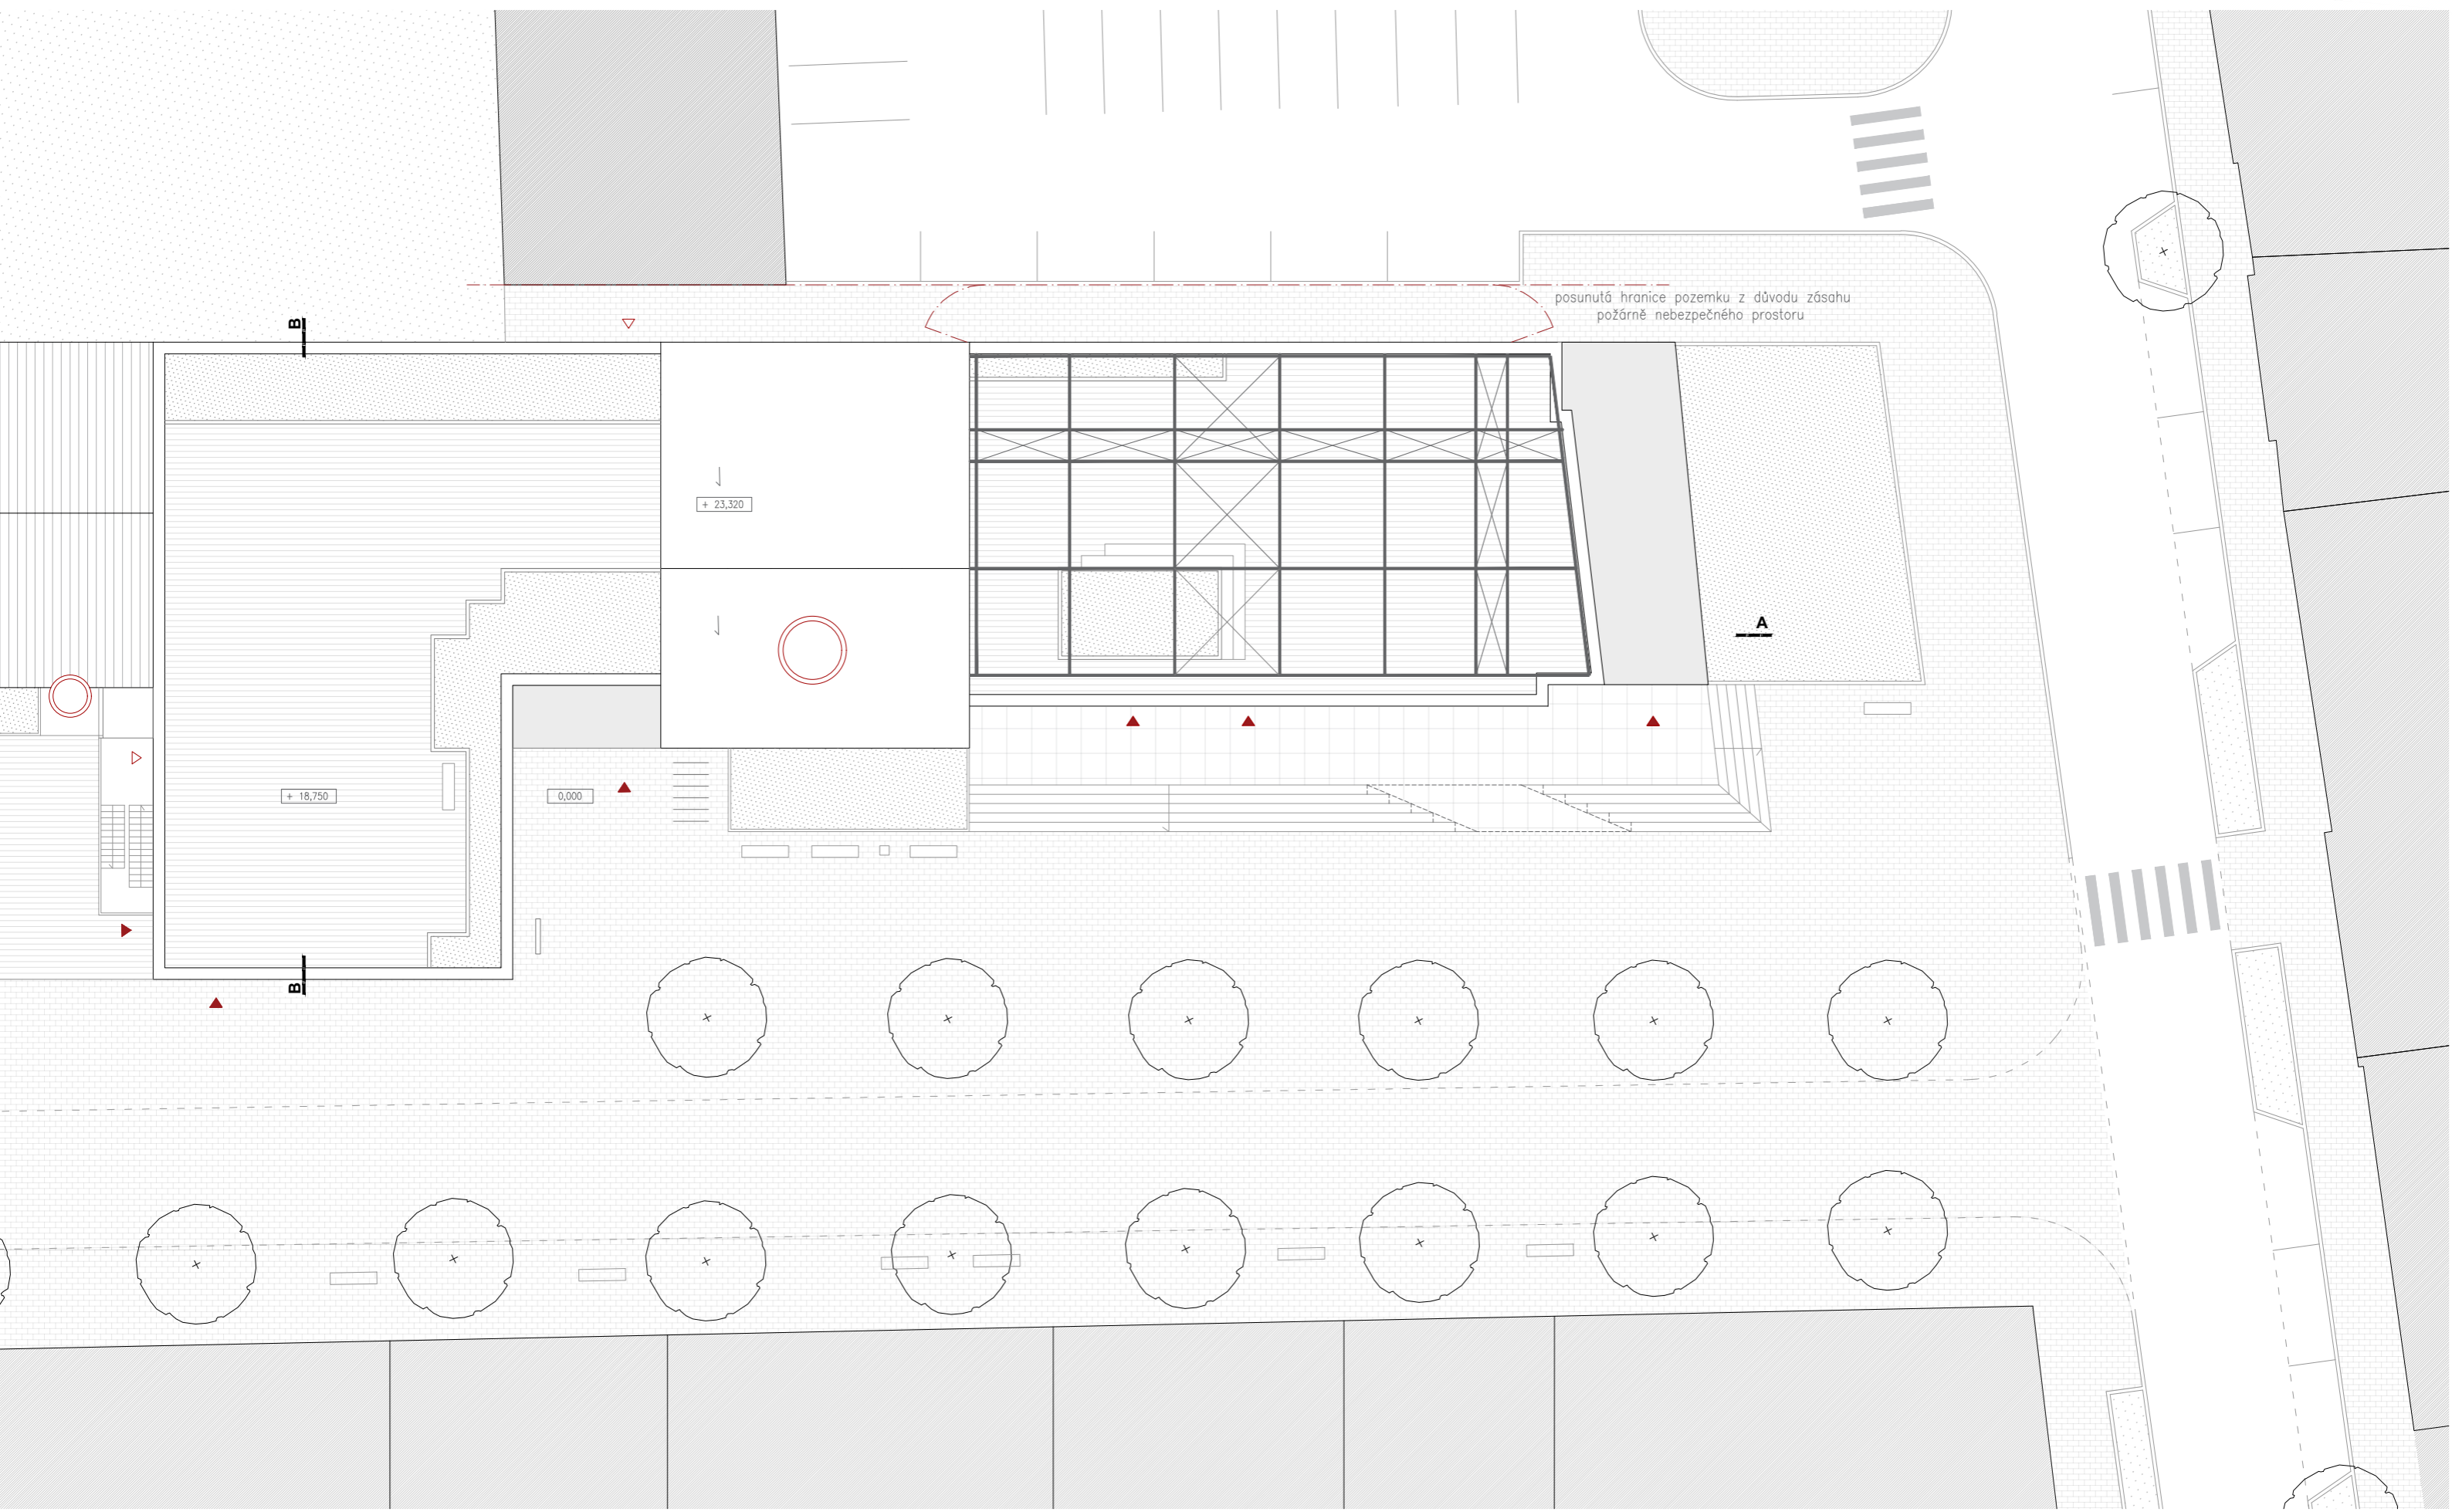 posunutá hranice pozemku z důvodu zásahu
požárně nebezpečného prostoru
B
+ 23,320
A
+ 18,750
0,000
B